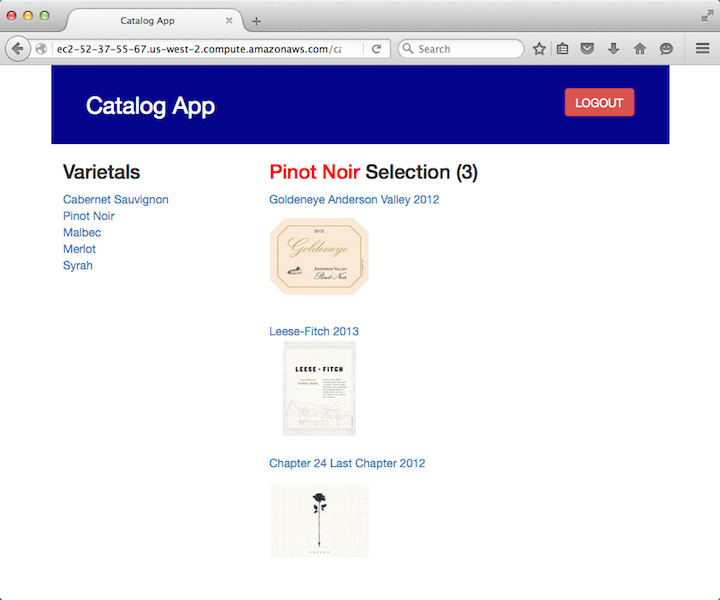 Catalog App
ec2-52-37-55-67.us-west-2.compute.amazonaws.com/ca
Search
Catalog App
LOGOUT
Varietals
Cabernet Sauvignon
Pinot Noir
Malbec
Merlot
Syrah
Pinot Noir Selection (3)
Goldeneye Anderson Valley 2012
2012
Goldeneye
ANDERSON VALLEY
Pinot Noir
Leese-Fitch 2013
LEESE-FITCH
PINOT NOIR
Chapter 24 Last Chapter 2012